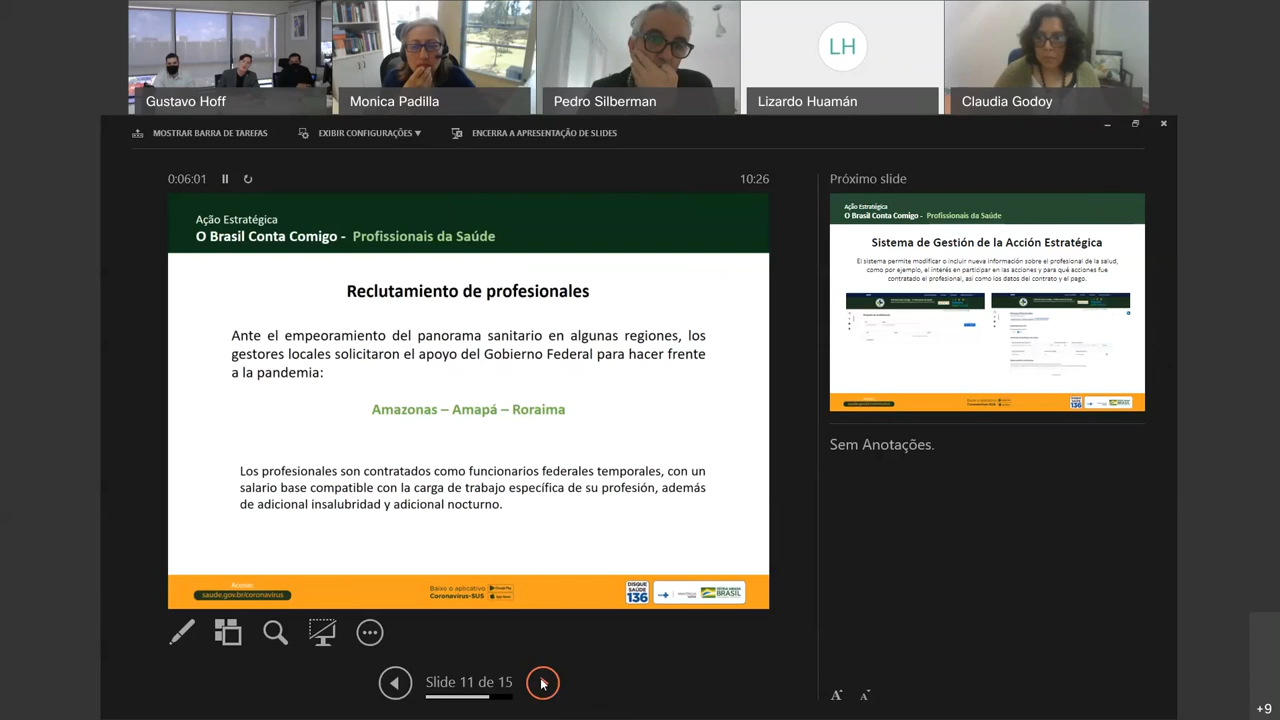 LH
Gustavo Hoff
Monica Padilla
Pedro Silberman
Lizardo Huamán
Claudia Godoy
MOSTRAR BARRA DE TAREFAS
EXIBIR CONFIGURAÇÕES
ENCERRA A APRESENTAÇÃO DE SLIDES
0:06:01
10:26
Ação Estratégica
O Brasil Conta Comigo - Profissionais da Saúde
Reclutamiento de profesionales
Ante el empioramiento del panorama sanitario en algunas regiones, los
gestores locales solicitaron el apoyo del Gobierno Federal para hacer frente
a la pandemia:
Amazonas – Amapá – Roraima
Los profesionales son contratados como funcionarios federales temporales, con un
salario base compatible con la carga de trabajo específica de su profesión, además
de adicional insalubridad y adicional nocturno.
Acesse:
saude.gov.br/coronavirus
Baixe o aplicativo
Coronavírus-SUS
Google Play
App Store
DISQUE
SAÚDE
136
BRASIL
Slide 11 de 15
Próximo slide
Ação Estratégica
O Brasil Conta Comigo - Profissionais da Saúde
Sistema de Gestión de la Acción Estratégica
El sistema permite modificar o incluir nueva información sobre el profesional de la salud,
como por ejemplo, el interés en participar en las acciones y para qué acciones fue
contratado el profesional, así como los datos del contrato y el pago.
136
BRASIL
Sem Anotações.
A
A
+9